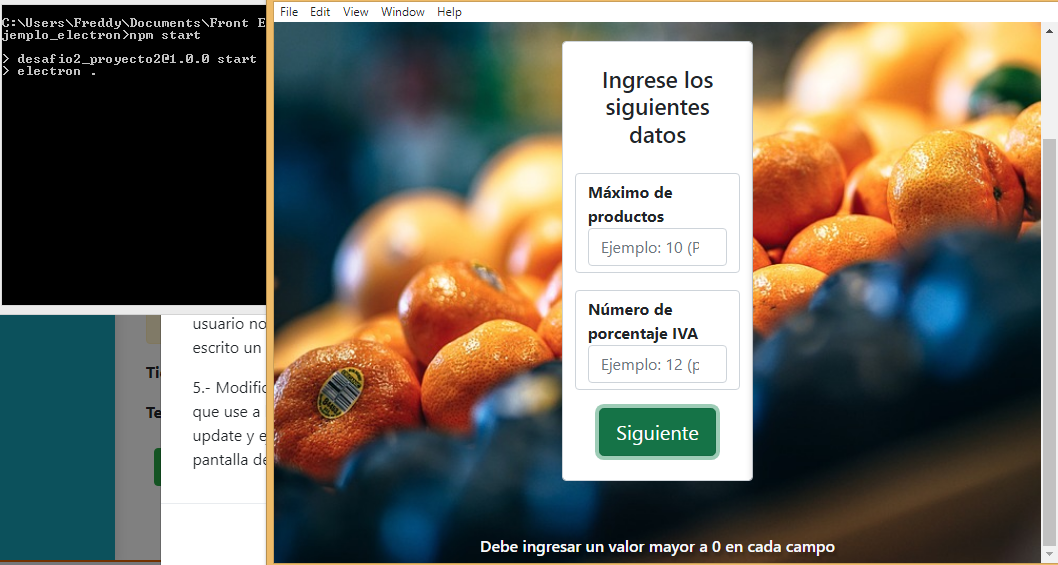 C:\Users\Freddy\Documents\Front E
jemplo_electron>npm start
> desafio2_proyecto2@1.0.0 start
> electron .
usuario no
escrito un
5.- Modific
que use a
update y e
pantalla de
Ti
Te
File Edit View Window Help
Ingrese los
siguientes
datos
Máximo de
productos
Ejemplo: 10 (P
Número de
porcentaje IVA
Ejemplo: 12 (p
Siguiente
Debe ingresar un valor mayor a 0 en cada campo